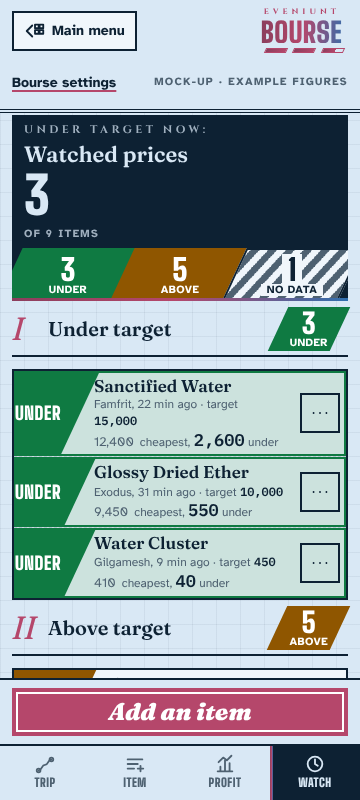 Main menu
EVENIUNT
BOURSE
Bourse settings
MOCK-UP · EXAMPLE FIGURES
UNDER TARGET NOW:
Watched prices
3
OF 9 ITEMS
3
UNDER
5
ABOVE
1
NO DATA
I
Under target
3
UNDER
UNDER
Sanctified Water
Famfrit, 22 min ago · target
15,000
12,400 cheapest, 2,600 under
...
UNDER
Glossy Dried Ether
Exodus, 31 min ago · target 10,000
9,450 cheapest, 550 under
...
UNDER
Water Cluster
Gilgamesh, 9 min ago · target 450
410 cheapest, 40 under
...
II
Above target
5
ABOVE
Add an item
TRIP
ITEM
PROFIT
WATCH